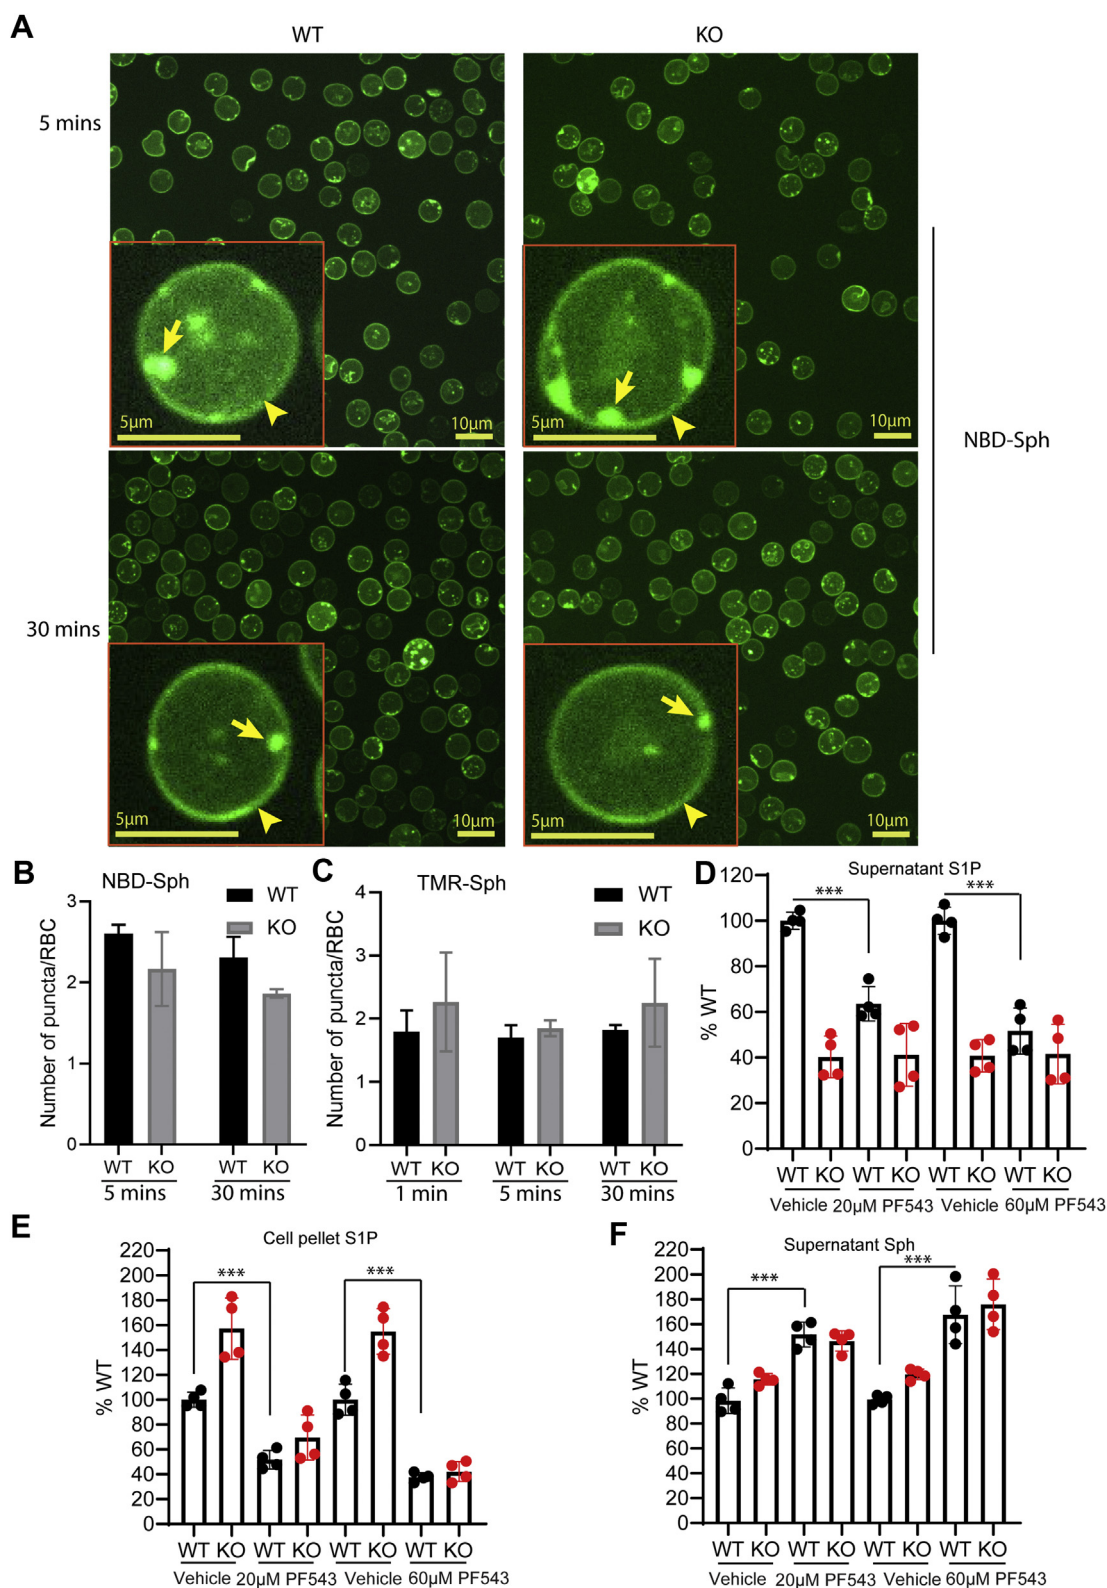 A
WT KO
5 mins
5µm 10µm 5µm 10µm
NBD-Sph
30 mins
5µm 10µm 5µm 10µm
B NBD-Sph
WT
KO
Number of puncta/RBC
3
2
1
0
WT KO WT KO
5 mins 30 mins
C TMR-Sph
WT
KO
Number of puncta/RBC
4
3
2
1
0
WT KO WT KO WT KO
1 min 5 mins 30 mins
D Supernatant S1P
*** ***
% WT
120
100
80
60
40
20
0
WT KO WT KO WT KO WT KO
Vehicle 20µM PF543 Vehicle 60µM PF543
E Cell pellet S1P
*** ***
% WT
220
200
180
160
140
120
100
80
60
40
20
0
WT KO WT KO WT KO WT KO
Vehicle 20µM PF543 Vehicle 60µM PF543
F Supernatant Sph
*** ***
% WT
220
200
180
160
140
120
100
80
60
40
20
0
WT KO WT KO WT KO WT KO
Vehicle 20µM PF543 Vehicle 60µM PF543